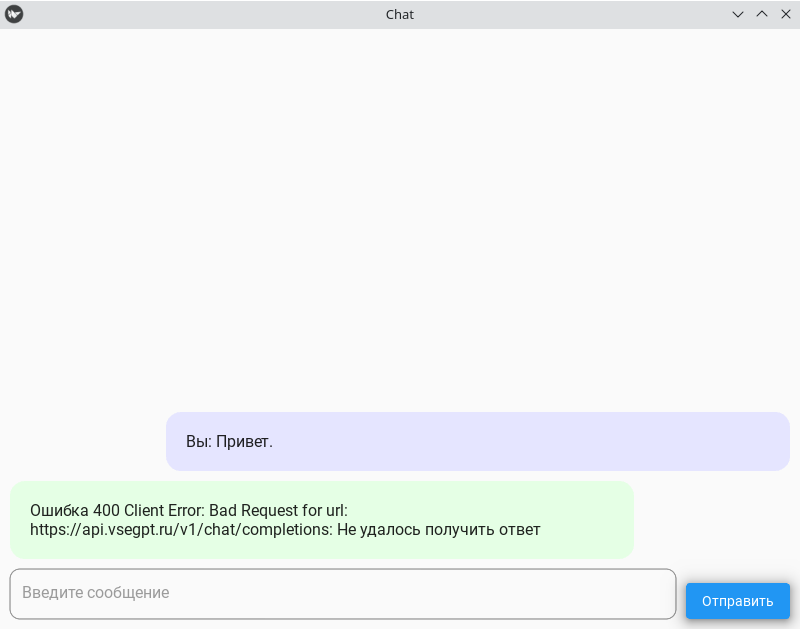 Chat
Вы: Привет.
Ошибка 400 Client Error: Bad Request for url:
https://api.vsegpt.ru/v1/chat/completions: Не удалось получить ответ
Введите сообщение
Отправить